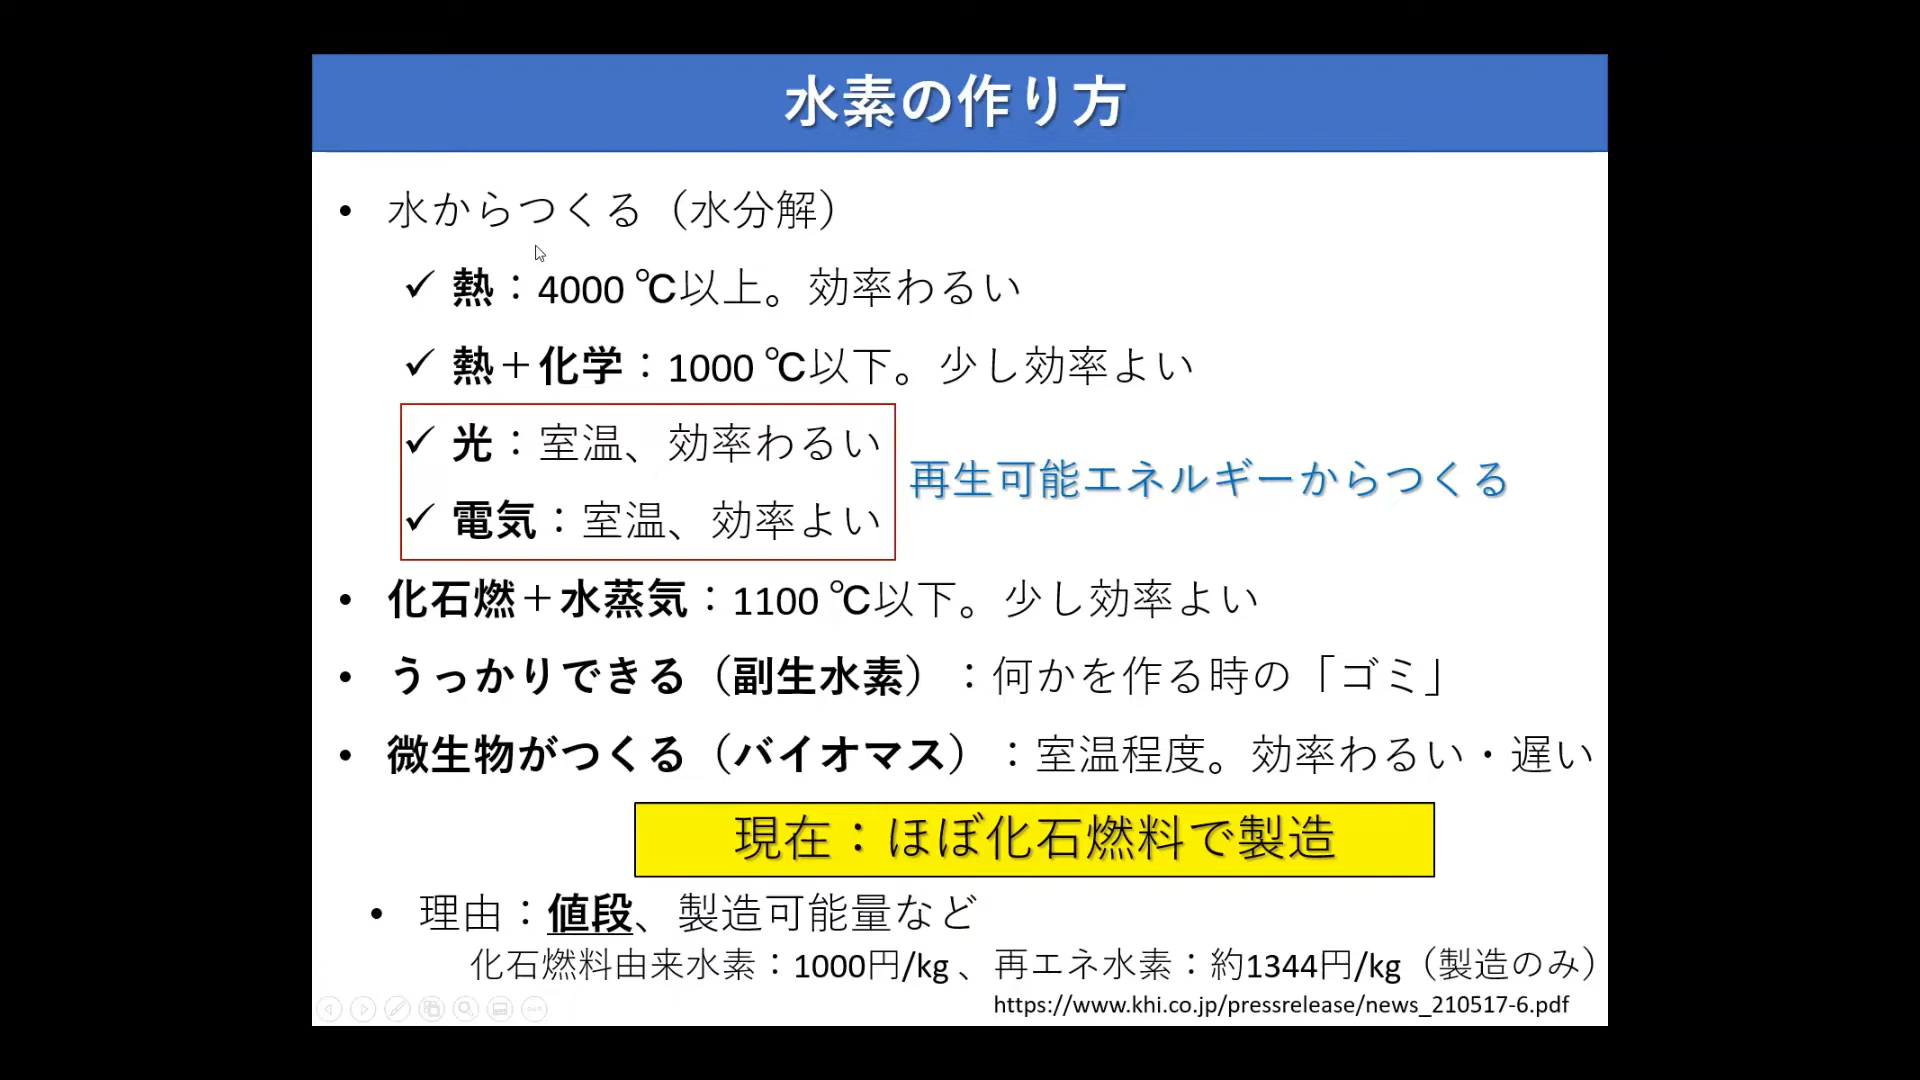 水素の作り方
• 水からつくる（水分解）
✓ 熱：4000 ℃以上。効率わるい
✓ 熱＋化学：1000 ℃以下。少し効率よい
✓ 光：室温、効率わるい
再生可能エネルギーからつくる
✓ 電気：室温、効率よい
• 化石燃＋水蒸気：1100 ℃以下。少し効率よい
• うっかりできる（副生水素）：何かを作る時の「ゴミ」
• 微生物がつくる（バイオマス）：室温程度。効率わるい・遅い
現在：ほぼ化石燃料で製造
• 理由：値段、製造可能量など
化石燃料由来水素：1000円/kg 、再エネ水素：約1344円/kg（製造のみ）
https://www.khi.co.jp/pressrelease/news_210517-6.pdf